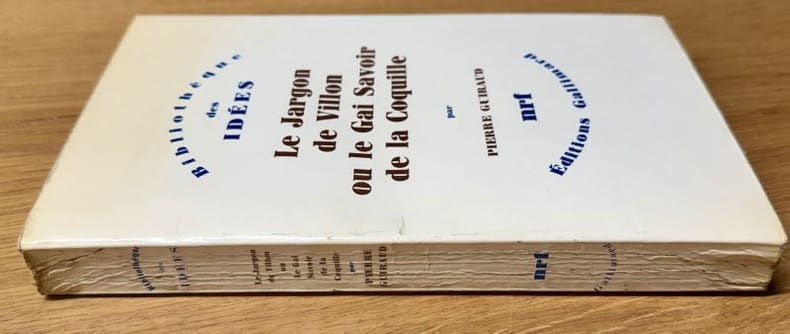 Bibliothèque
des
IDÉES
Le Jargon
de Villon
ou le Gai Savoir
de la Coquille
par
PIERRE GUIRAUD
nrf
Éditions Gallimard
Bibliothèque
des
IDÉES
Le Jargon
de Villon
ou
Le Gai
Savoir
de la
Coquille
par
PIERRE
GUIRAUD
nrf
Gallimard